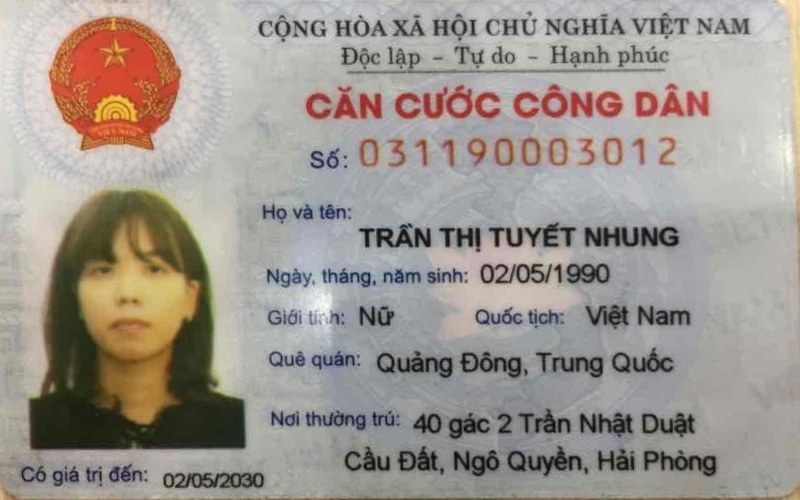 CỘNG HÒA XÃ HỘI CHỦ NGHĨA VIỆT NAM
Độc lập - Tự do - Hạnh phúc
CĂN CƯỚC CÔNG DÂN
Số: 031190003012
Họ và tên:
TRẦN THỊ TUYẾT NHUNG
Ngày, tháng, năm sinh: 02/05/1990
Giới tính: Nữ Quốc tịch: Việt Nam
Quê quán: Quảng Đông, Trung Quốc
Nơi thường trú: 40 gác 2 Trần Nhật Duật
Cầu Đất, Ngô Quyền, Hải Phòng
Có giá trị đến: 02/05/2030